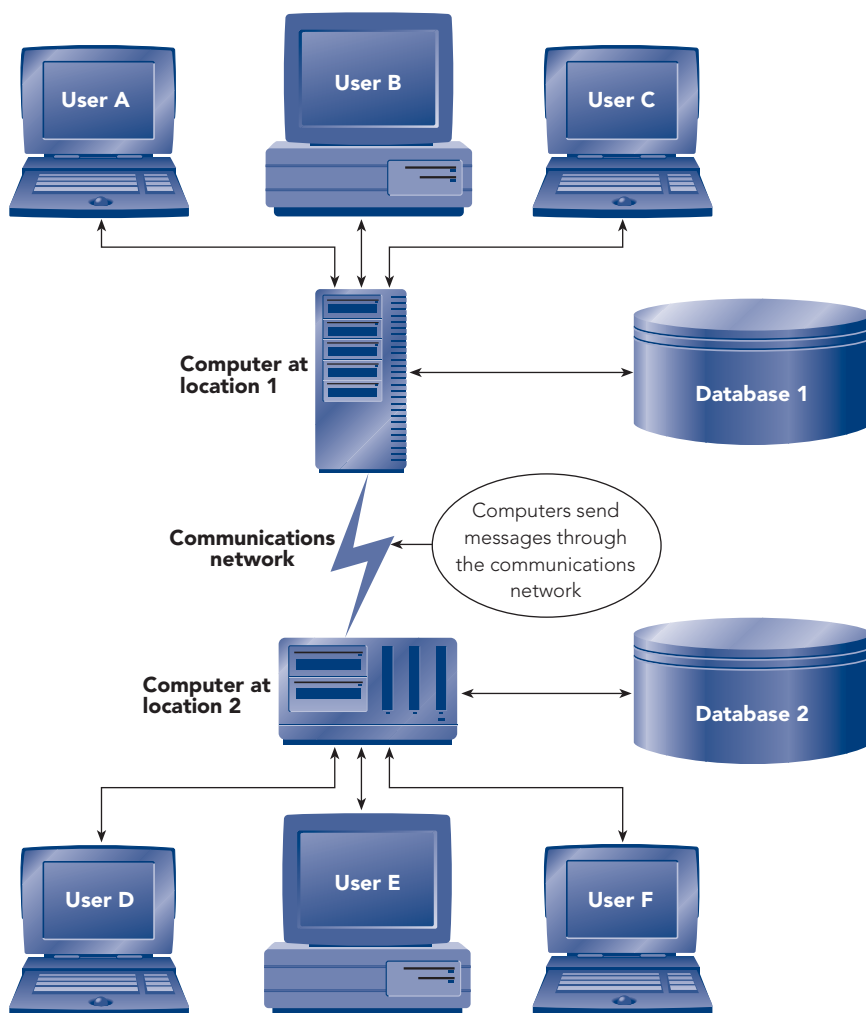 User A
User B
User C
Computer at
location 1
Database 1
Communications
network
Computers send
messages through
the communications
network
Computer at
location 2
Database 2
User D
User E
User F